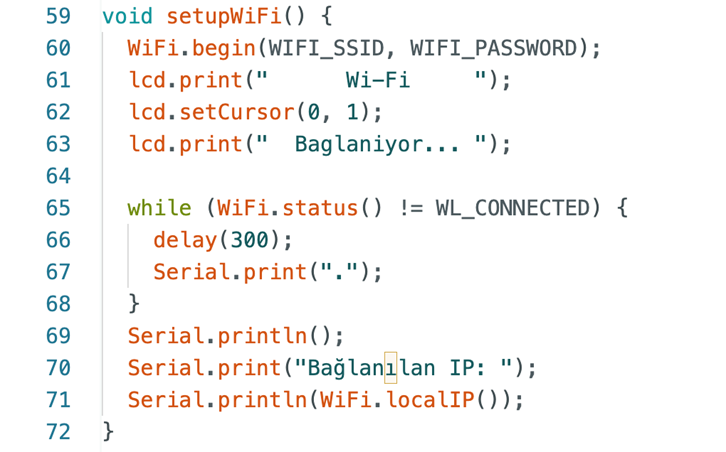 59 void setupWiFi() {
60   WiFi.begin(WIFI_SSID, WIFI_PASSWORD);
61   lcd.print("      Wi-Fi     ");
62   lcd.setCursor(0, 1);
63   lcd.print("  Baglaniyor... ");
64
65   while (WiFi.status() != WL_CONNECTED) {
66     delay(300);
67     Serial.print(".");
68   }
69   Serial.println();
70   Serial.print("Bağlanılan IP: ");
71   Serial.println(WiFi.localIP());
72 }